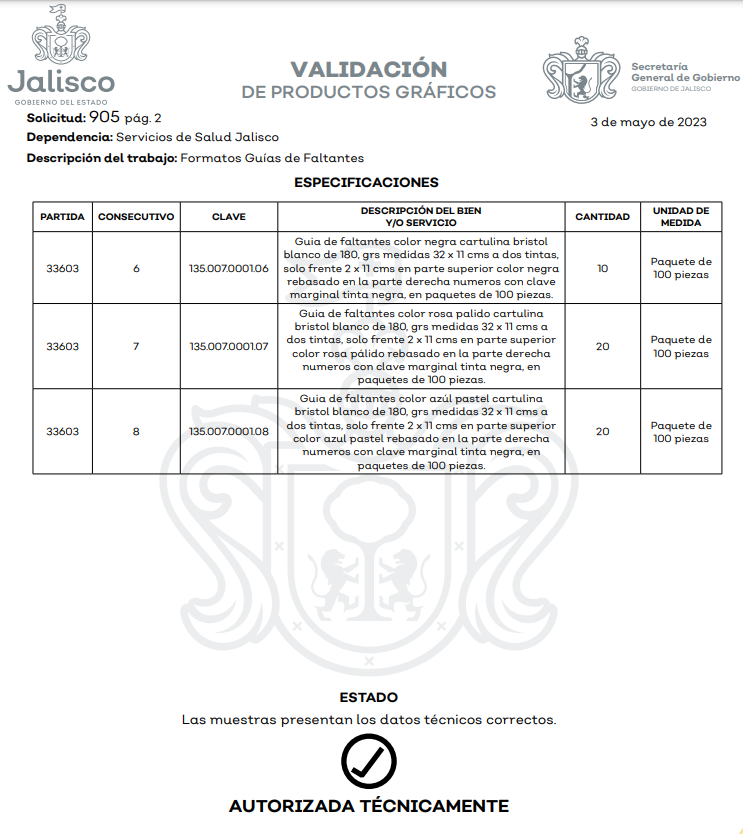 Jalisco
GOBIERNO DEL ESTADO
VALIDACIÓN
DE PRODUCTOS GRÁFICOS
Secretaría
General de Gobierno
GOBIERNO DE JALISCO
Solicitud: 905 pág. 2
3 de mayo de 2023
Dependencia: Servicios de Salud Jalisco
Descripción del trabajo: Formatos Guías de Faltantes
ESPECIFICACIONES
PARTIDA CONSECUTIVO CLAVE DESCRIPCIÓN DEL BIEN CANTIDAD UNIDAD DE
Y/O SERVICIO MEDIDA
Guia de faltantes color negra cartulina bristol
blanco de 180, grs medidas 32 x 11 cms a dos tintas,
33603 6 135.007.0001.06 solo frente 2 x 11 cms en parte superior color negra 10 Paquete de
rebasado en la parte derecha numeros con clave 100 piezas
marginal tinta negra, en paquetes de 100 piezas.
Guia de faltantes color rosa palido cartulina
bristol blanco de 180, grs medidas 32 x 11 cms a
dos tintas, solo frente 2 x 11 cms en parte superior
33603 7 135.007.0001.07 color rosa pálido rebasado en la parte derecha 20 Paquete de
numeros con clave marginal tinta negra, en 100 piezas
paquetes de 100 piezas.
Guia de faltantes color azúl pastel cartulina
bristol blanco de 180, grs medidas 32 x 11 cms a
dos tintas, solo frente 2 x 11 cms en parte superior
33603 8 135.007.0001.08 color azul pastel rebasado en la parte derecha 20 Paquete de
numeros con clave marginal tinta negra, en 100 piezas
paquetes de 100 piezas.
ESTADO
Las muestras presentan los datos técnicos correctos.
AUTORIZADA TÉCNICAMENTE